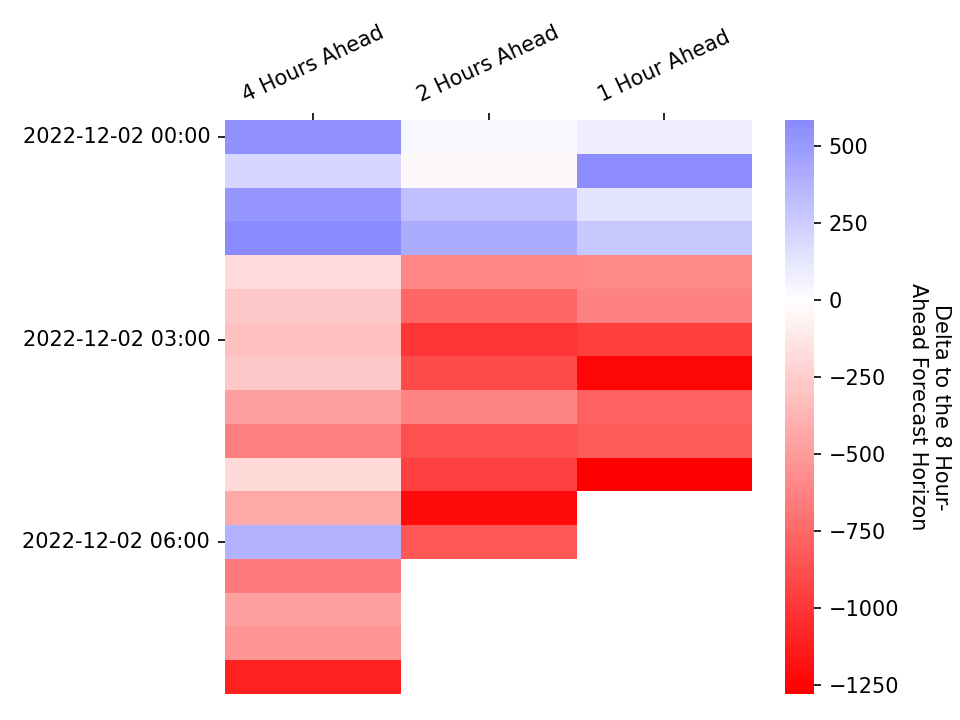 4 Hours Ahead
2 Hours Ahead
1 Hour Ahead
2022-12-02 00:00
2022-12-02 03:00
2022-12-02 06:00
500
250
0
−250
−500
−750
−1000
−1250
Delta to the 8 Hour-
Ahead Forecast Horizon